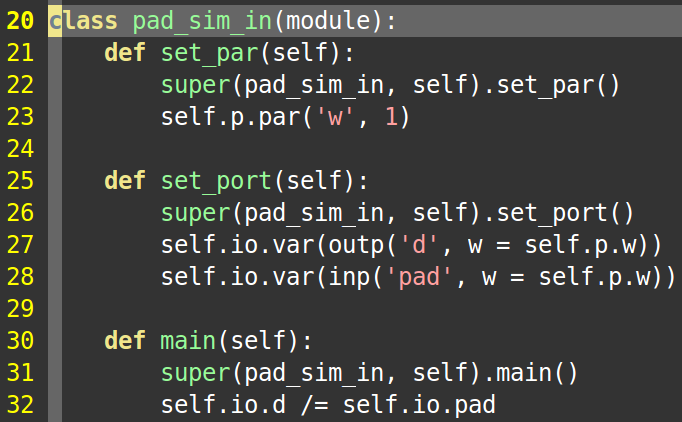 20 class pad_sim_in(module):
21     def set_par(self):
22         super(pad_sim_in, self).set_par()
23         self.p.par('w', 1)
24
25     def set_port(self):
26         super(pad_sim_in, self).set_port()
27         self.io.var(outp('d', w = self.p.w))
28         self.io.var(inp('pad', w = self.p.w))
29
30     def main(self):
31         super(pad_sim_in, self).main()
32         self.io.d /= self.io.pad